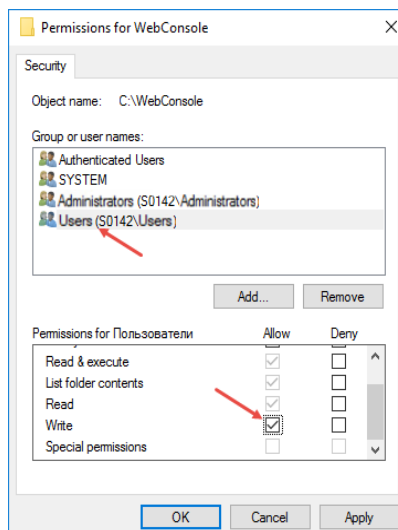 Permissions for WebConsole
Security
Object name: C:\WebConsole
Group or user names:
Authenticated Users
SYSTEM
Administrators (S0142\Administrators)
Users (S0142\Users)
Add... Remove
Permissions for Пользователи Allow Deny
Read & execute
List folder contents
Read
Write
Special permissions
OK Cancel Apply